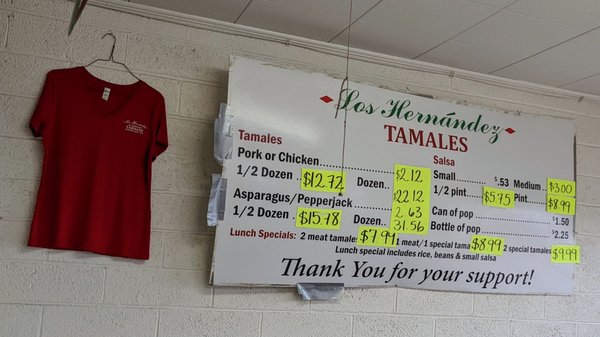 Los Hernández
TAMALES
Tamales
Pork or Chicken.................... $2.12
1/2 Dozen . $12.72 Dozen.. $22.12
Asparagus/Pepperjack ........ 2.63
1/2 Dozen .. $15.78 Dozen.. 31.56
Salsa
Small ............ $.53 Medium .. $3.00
1/2 pint ........ $5.75 Pint......... $8.99
Can of pop ........................... $1.50
Bottle of pop ....................... $2.25
Lunch Specials: 2 meat tamale $7.99 1 meat/1 special tama $8.99 2 special tamales $9.99
Lunch special includes rice, beans & small salsa
Thank You for your support!